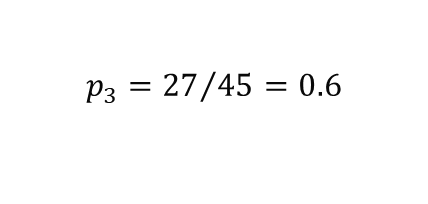 p₃ = 27/45 = 0.6